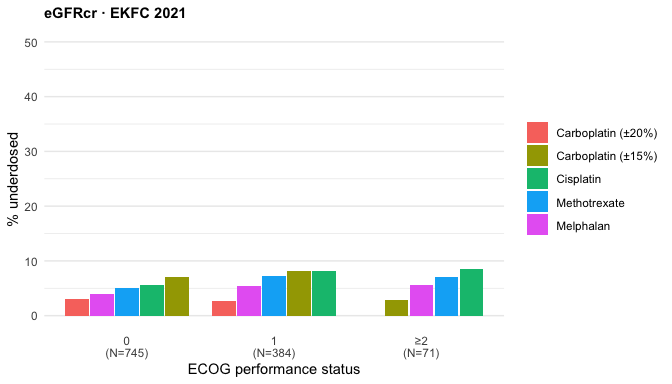 eGFRcr · EKFC 2021
% underdosed
50
40
30
20
10
0
0
(N=745)
1
(N=384)
≥2
(N=71)
ECOG performance status
Carboplatin (±20%)
Carboplatin (±15%)
Cisplatin
Methotrexate
Melphalan